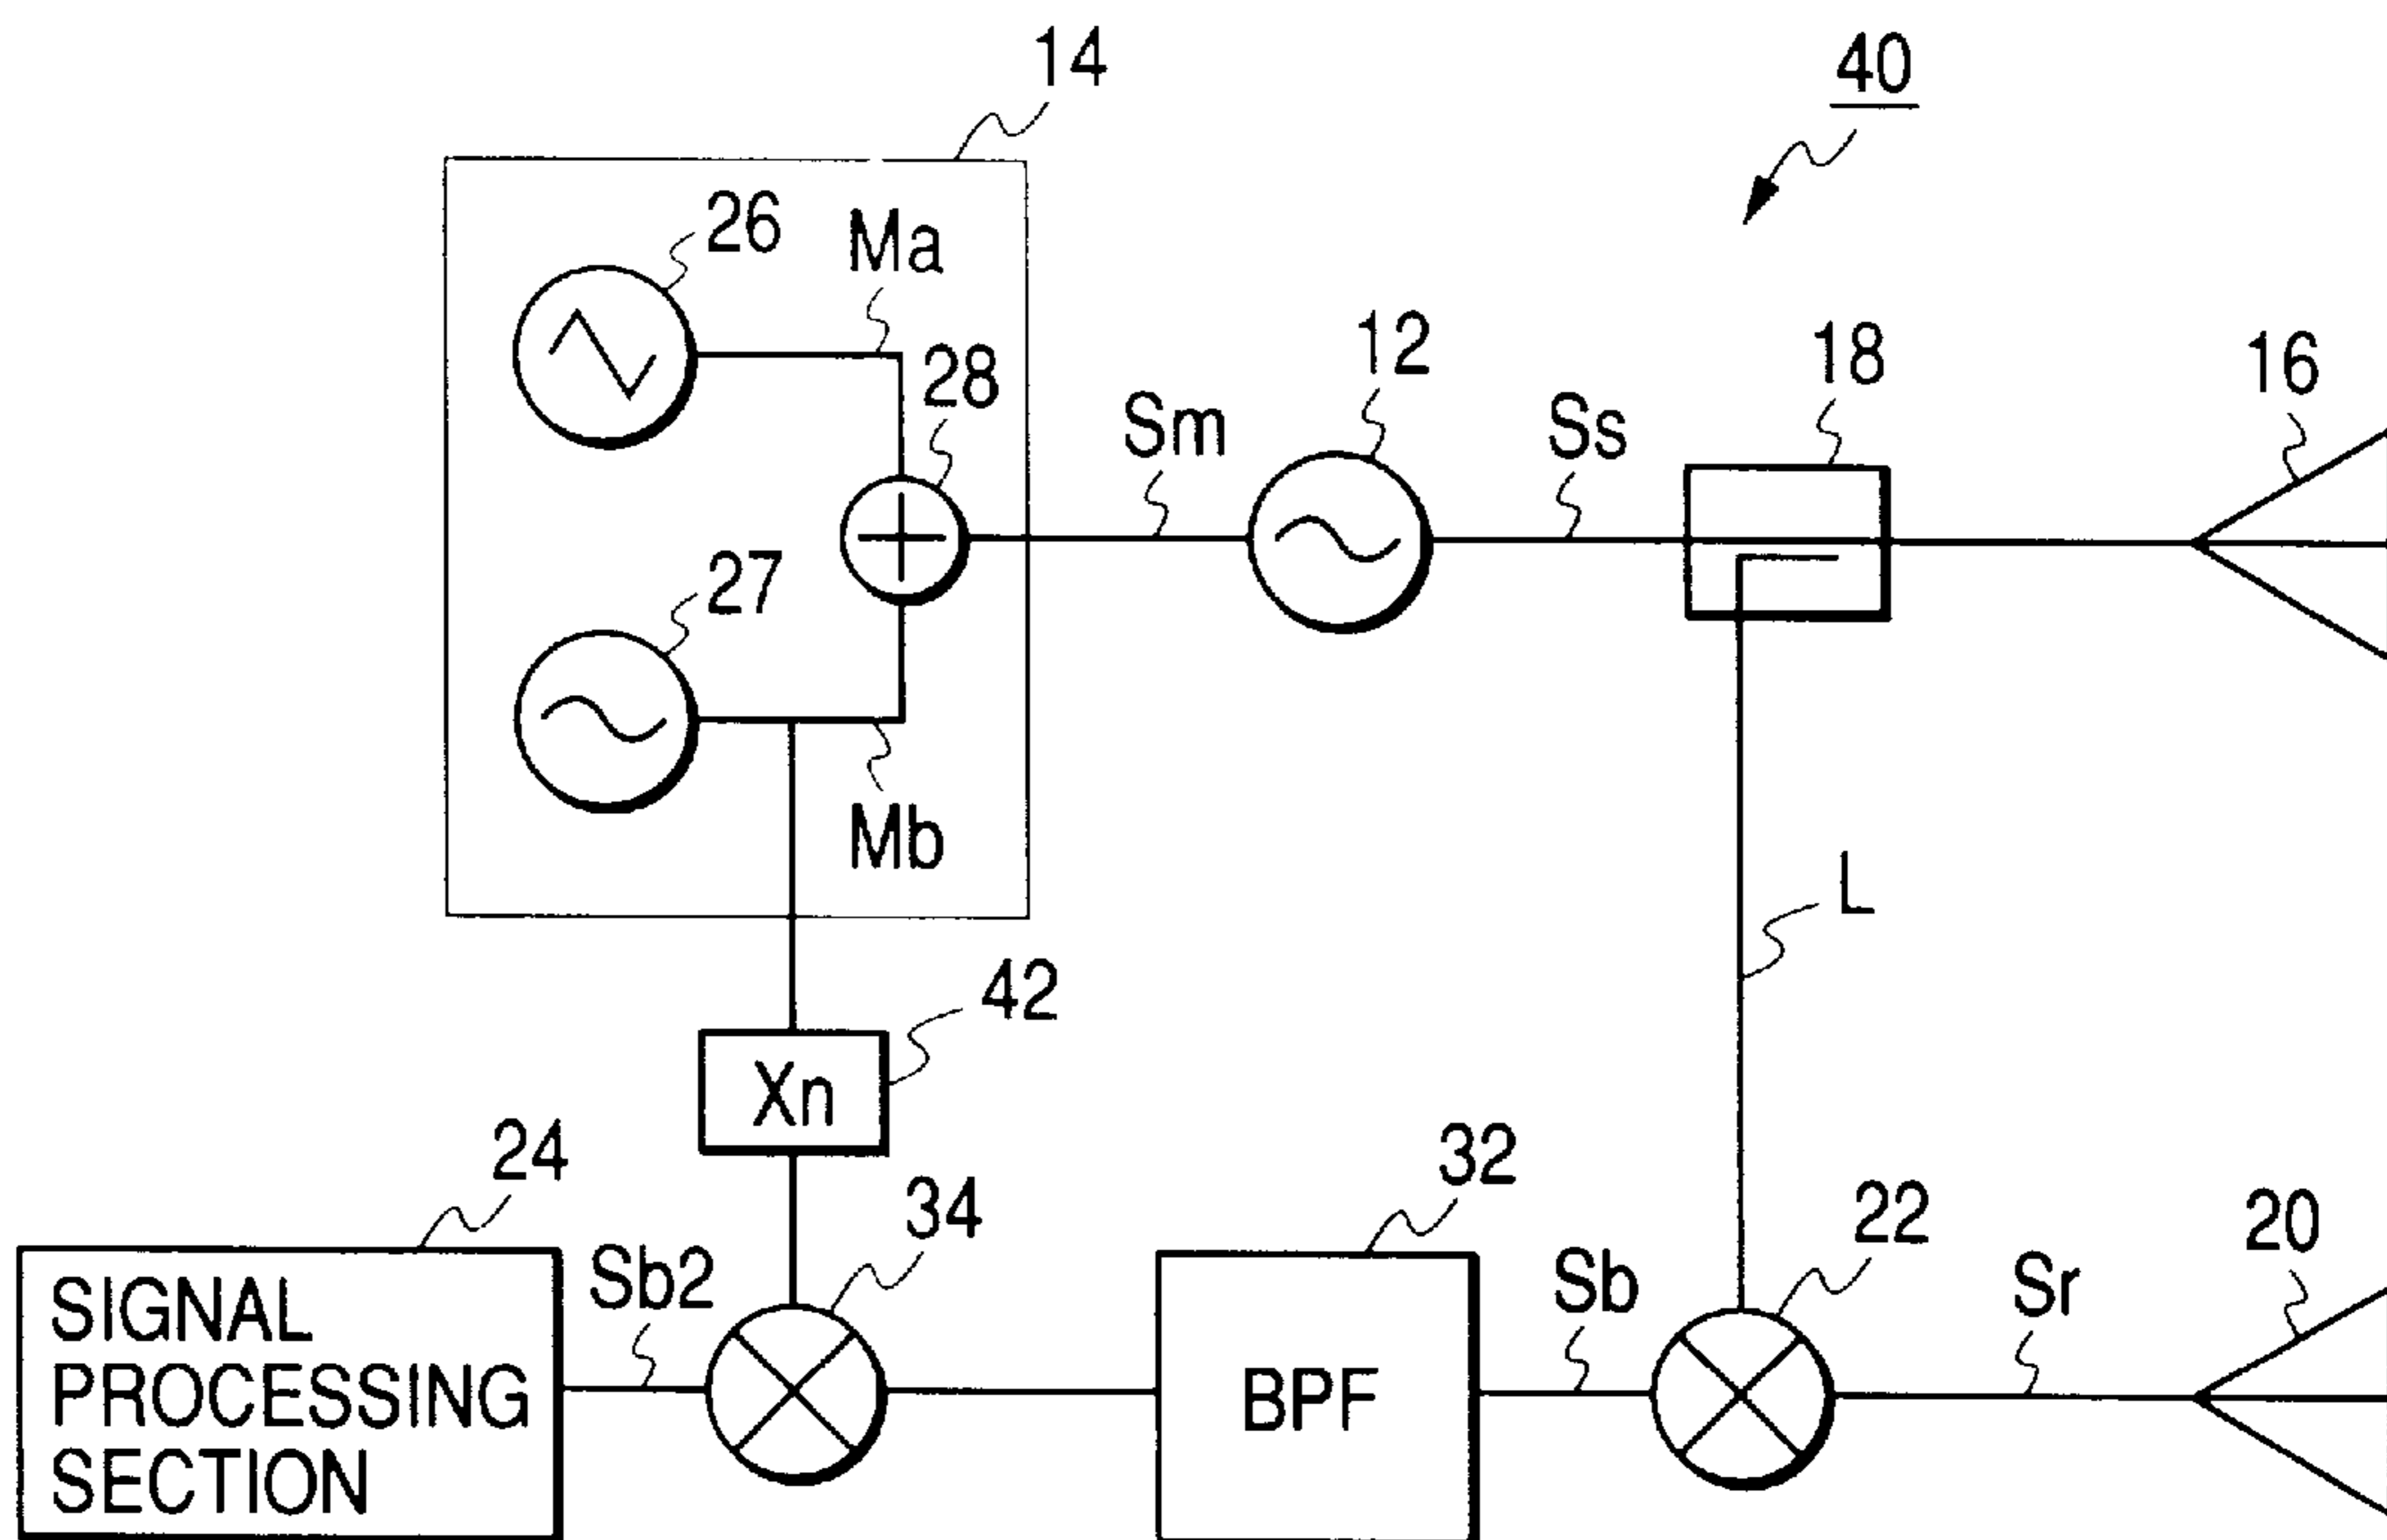 14
40
26
Ma
28
12
18
16
Sm
Ss
27
Mb
L
42
Xn
24
34
32
22
20
Sb2
Sb
Sr
SIGNAL
PROCESSING
SECTION
BPF